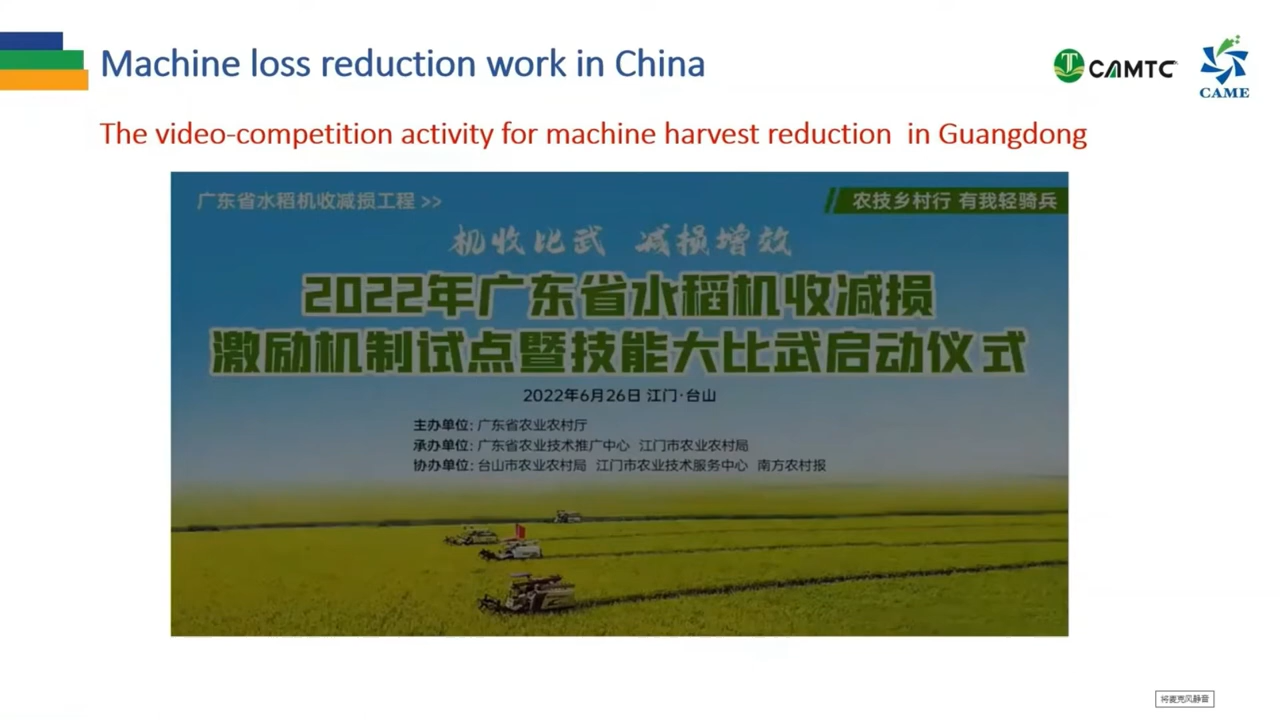 Machine loss reduction work in China
CAMTC
CAME
The video-competition activity for machine harvest reduction in Guangdong
广东省水稻机收减损工程 >>
农技乡村行 有我轻骑兵
机收比武 减损增效
2022年广东省水稻机收减损
激励机制试点暨技能大比武启动仪式
2022年6月26日 江门·台山
主办单位: 广东省农业农村厅
承办单位: 广东省农业技术推广中心 江门市农业农村局
协办单位: 台山市农业农村局 江门市农业技术服务中心 南方农村报
将麦克风静音